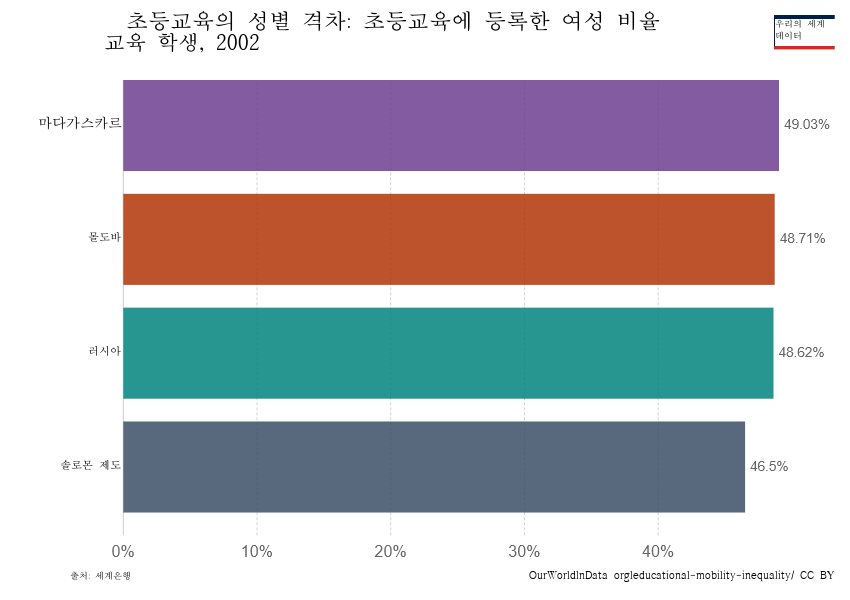 초등교육의 성별 격차: 초등교육에 등록한 여성 비율
교육 학생, 2002
우리의 세계
데이터
마다가스카르
49.03%
몰도바
48.71%
러시아
48.62%
솔로몬 제도
46.5%
0% 10% 20% 30% 40%
출처: 세계은행
OurWorldInData orgleducational-mobility-inequality/ CC BY